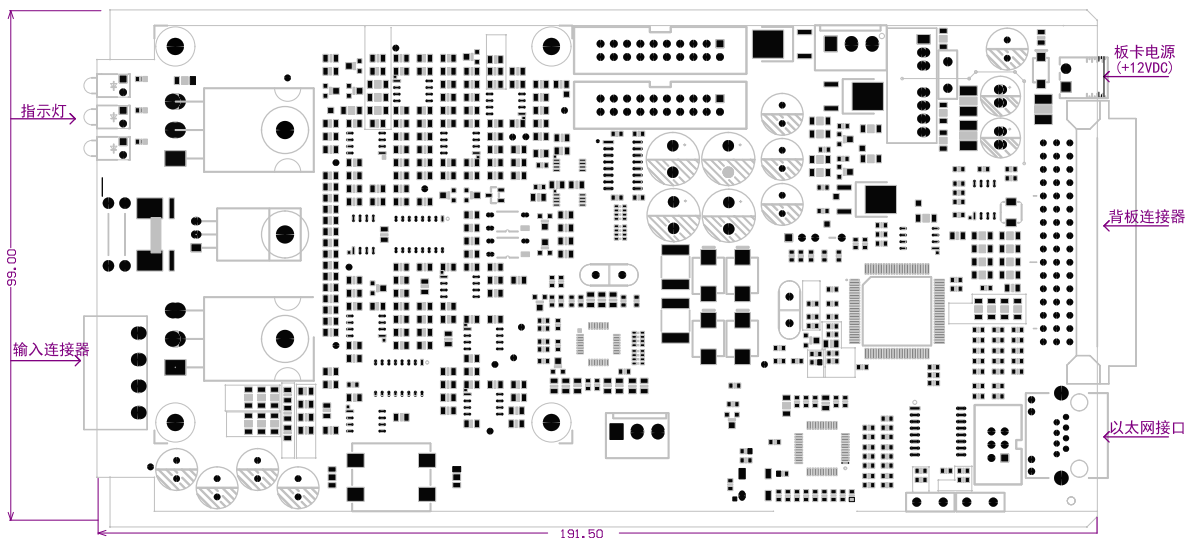 板卡电源
(+12VDC)
指示灯
背板连接器
99.00
输入连接器
以太网接口
191.50